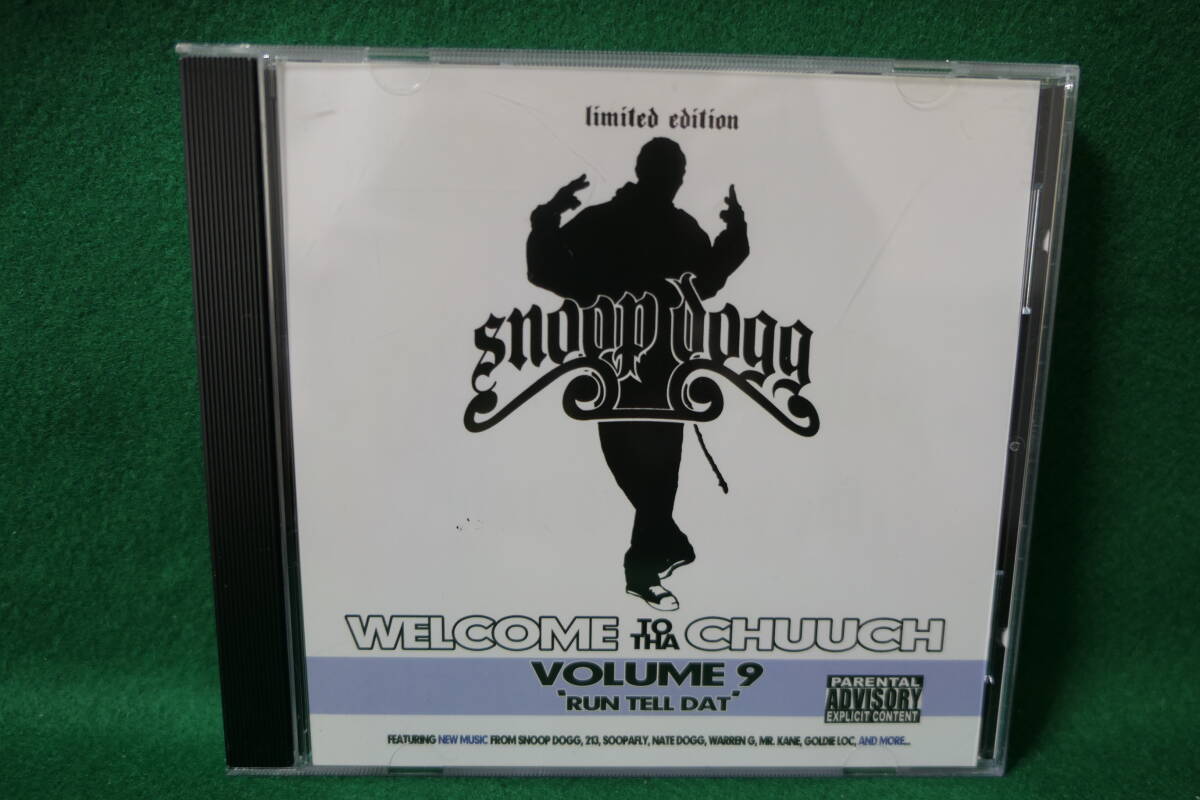 limited edition
snoop dogg
WELCOME TO THA CHUUCH
VOLUME 9
"RUN TELL DAT"
PARENTAL
ADVISORY
EXPLICIT CONTENT
FEATURING NEW MUSIC FROM SNOOP DOGG, 213, SOOPAFLY, NATE DOGG, WARREN G, MR. KANE, GOLDIE LOC, AND MORE...